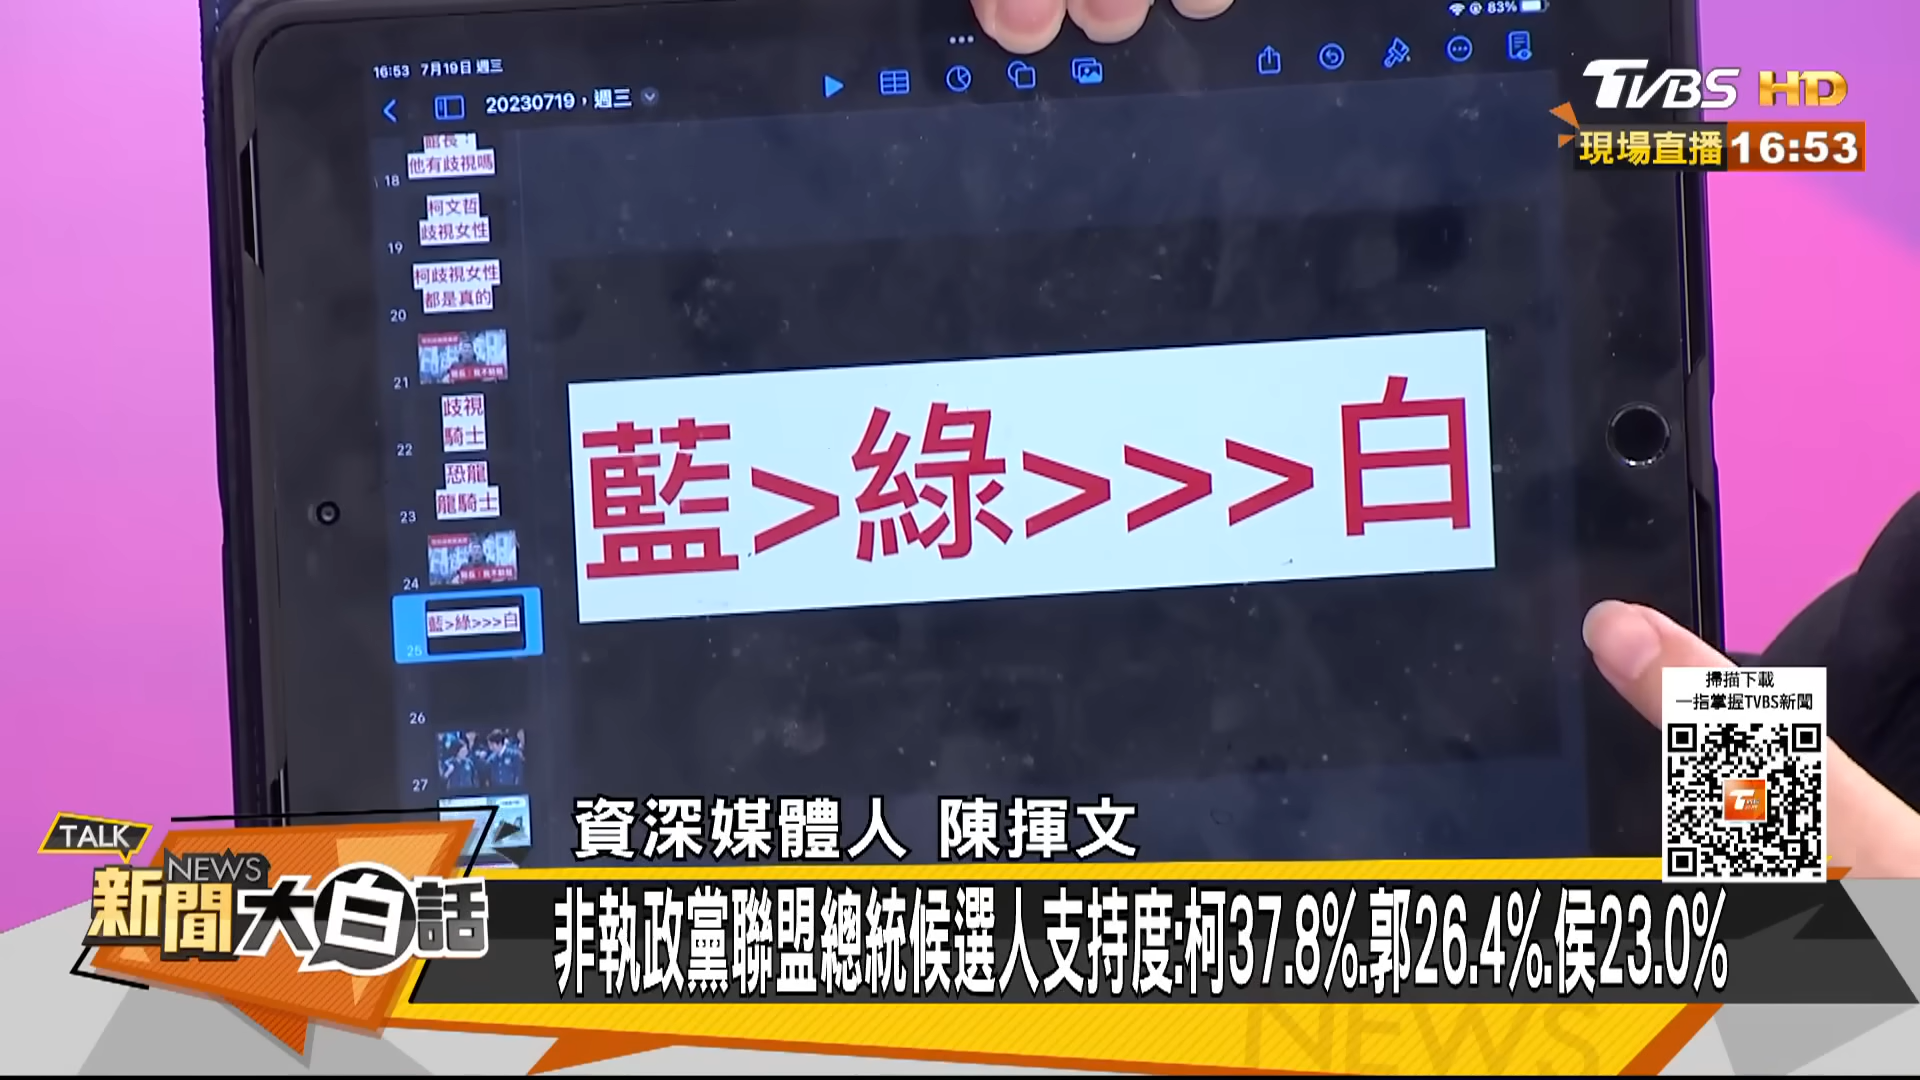 16:53 7月19日 週三
83%
20230719，週三
TVBS HD
現場直播 16:53
館長：
他有歧視嗎
18
柯文哲
歧視女性
19
柯歧視女性
都是真的
20
21
歧視
騎士
22
恐龍
龍騎士
23
24
藍>綠>>>白
25
26
27
藍>綠>>>白
掃描下載
一指掌握TVBS新聞
資深媒體人 陳揮文
TALK
NEWS
新聞大白話
非執政黨聯盟總統候選人支持度:柯37.8%.郭26.4%.侯23.0%
NEWS